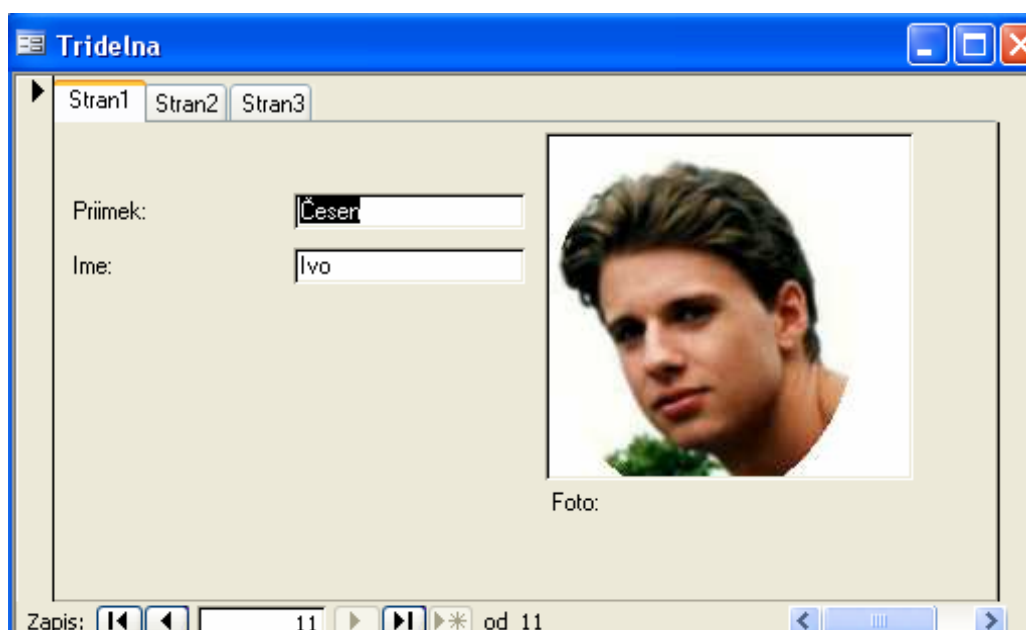 Tridelna
Stran1 Stran2 Stran3
Priimek: Česen
Ime: Ivo
Foto:
Zapis: 11 od 11